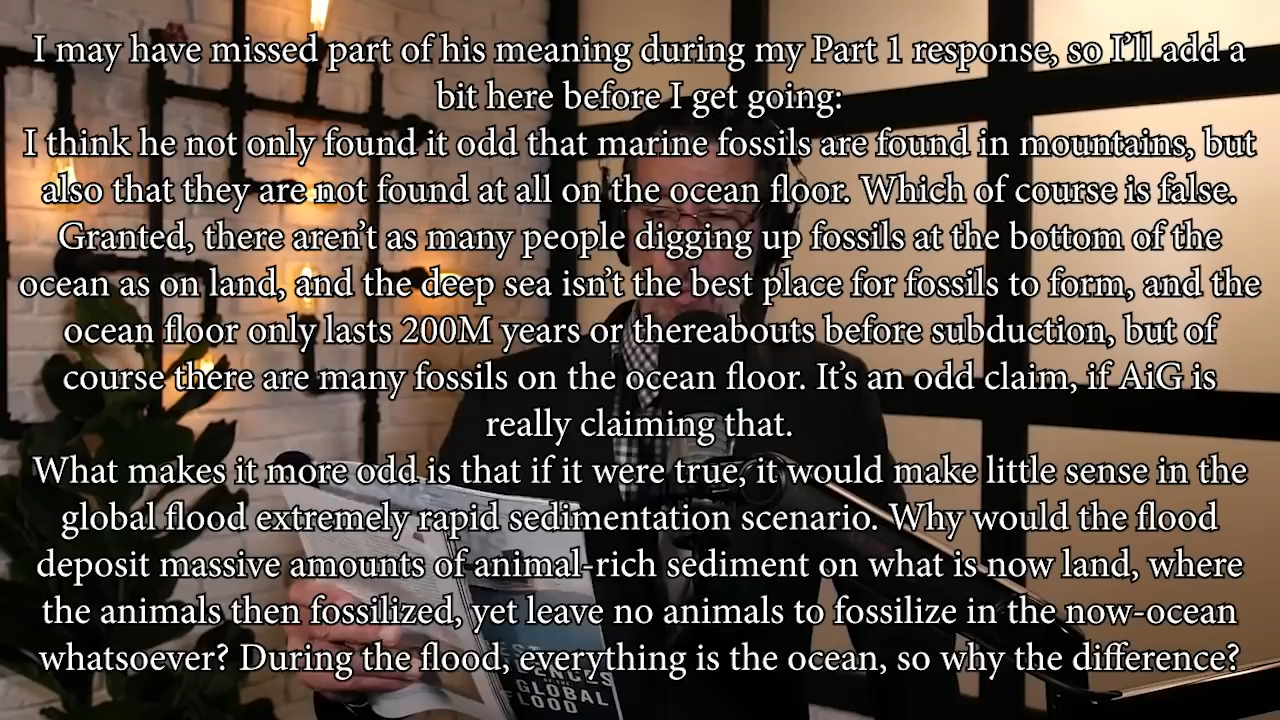 I may have missed part of his meaning during my Part 1 response, so I'll add a
bit here before I get going:
I think he not only found it odd that marine fossils are found in mountains, but
also that they are not found at all on the ocean floor. Which of course is false.
Granted, there aren't as many people digging up fossils at the bottom of the
ocean as on land, and the deep sea isn't the best place for fossils to form, and the
ocean floor only lasts 200M years or thereabouts before subduction, but of
course there are many fossils on the ocean floor. It's an odd claim, if AiG is
really claiming that.
What makes it more odd is that if it were true, it would make little sense in the
global flood extremely rapid sedimentation scenario. Why would the flood
deposit massive amounts of animal-rich sediment on what is now land, where
the animals then fossilized, yet leave no animals to fossilize in the now-ocean
whatsoever? During the flood, everything is the ocean, so why the difference?
GLOBAL
FLOOD